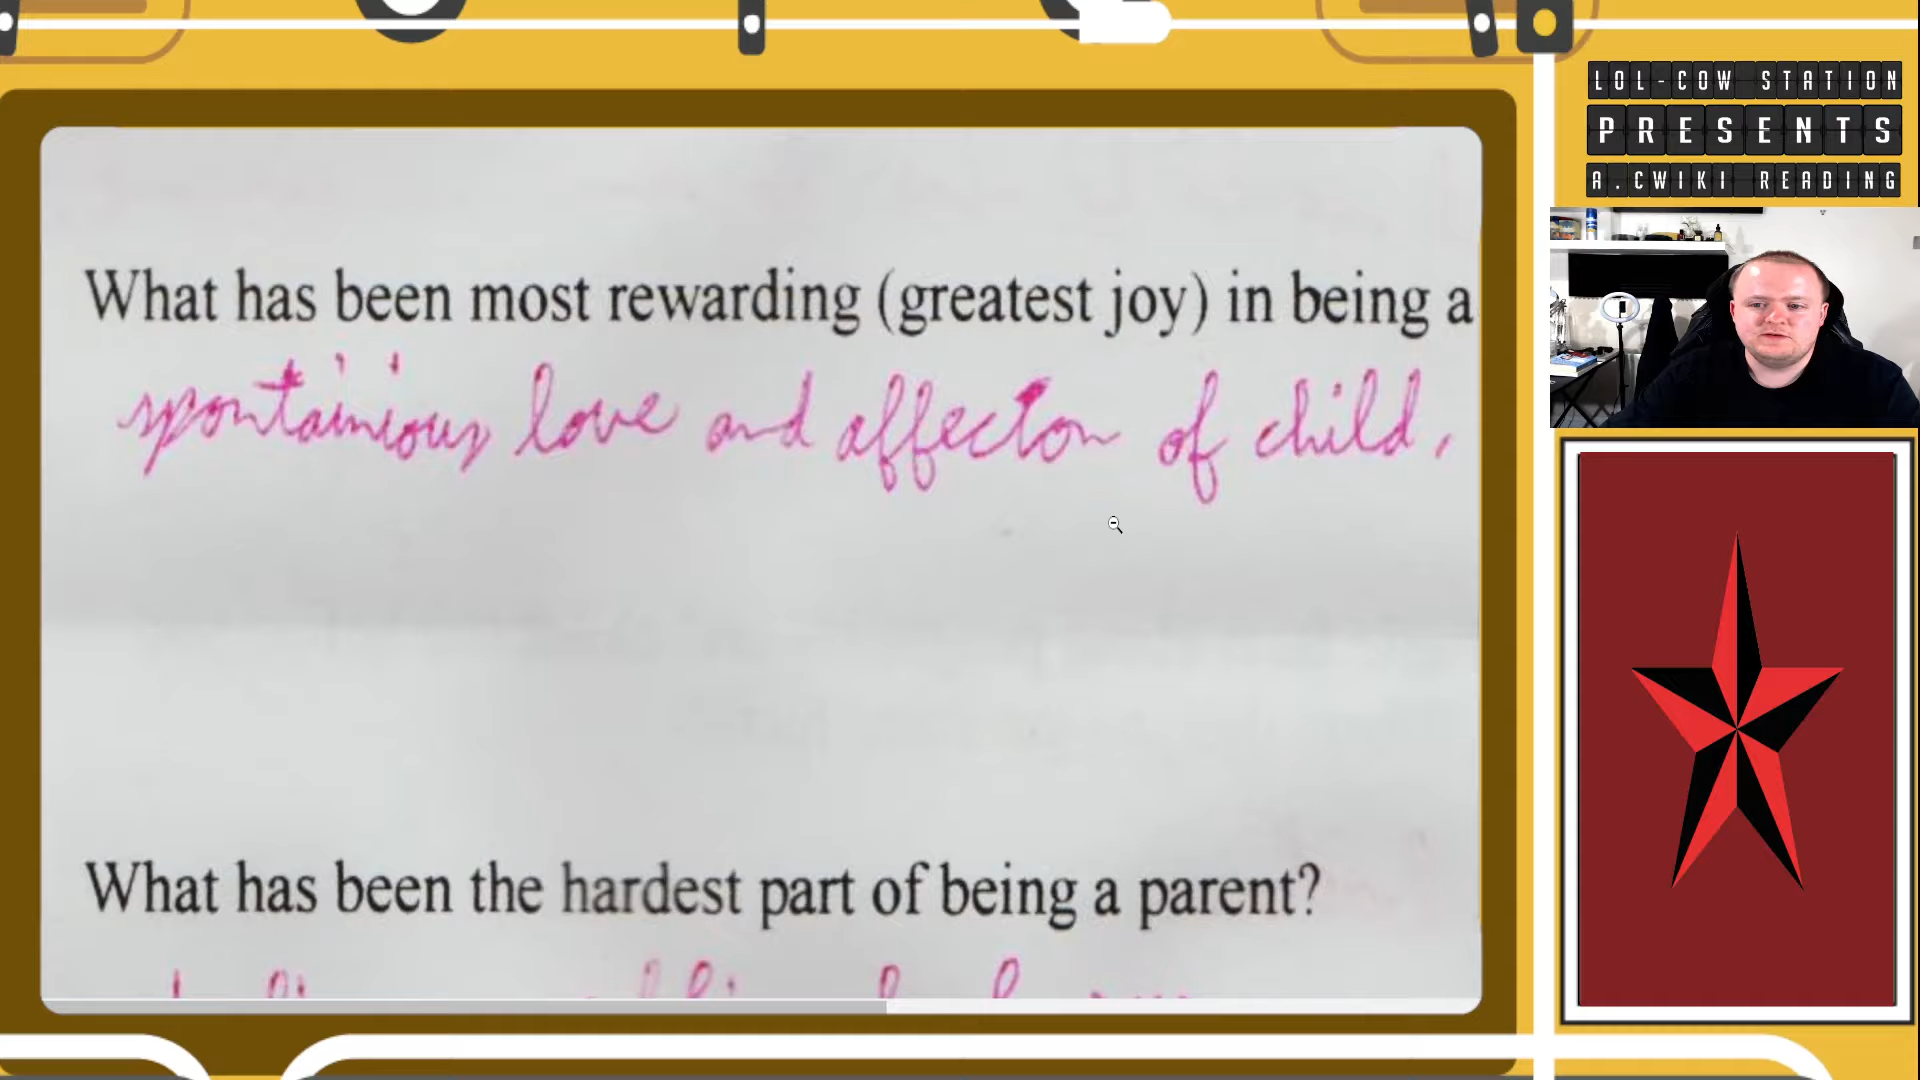 LOL-COW STATION
PRESENTS
A.CWIKI READING
What has been most rewarding (greatest joy) in being a
spontainious love and affecton of child,
What has been the hardest part of being a parent?